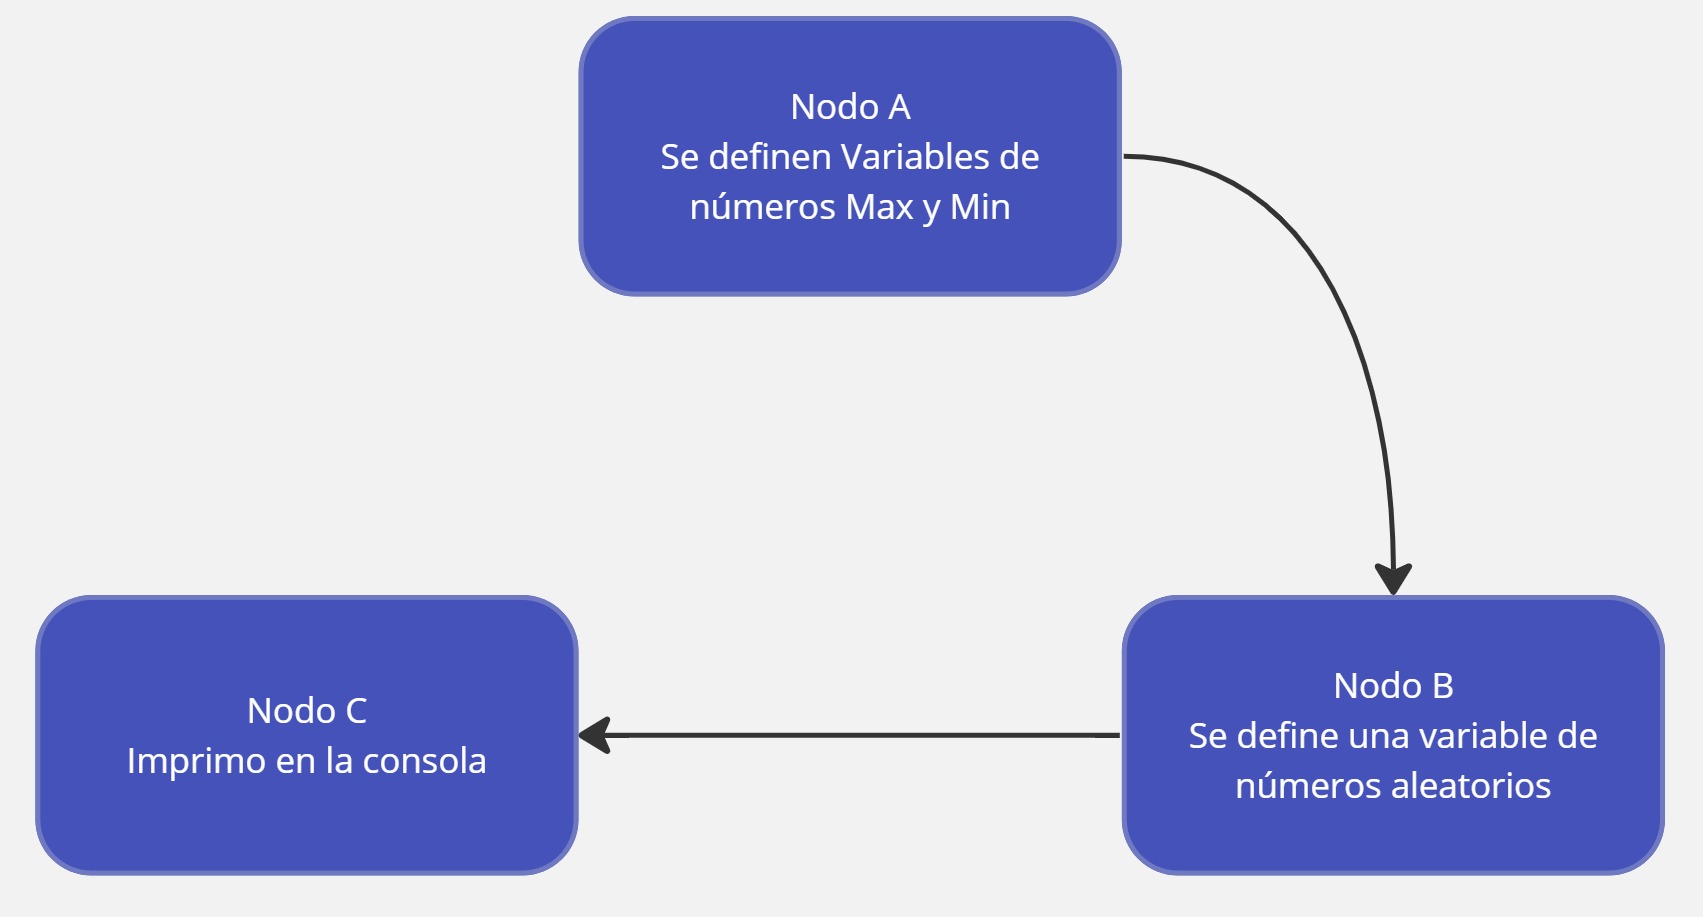 Nodo A
Se definen Variables de
números Max y Min
Nodo C
Imprimo en la consola
Nodo B
Se define una variable de
números aleatorios